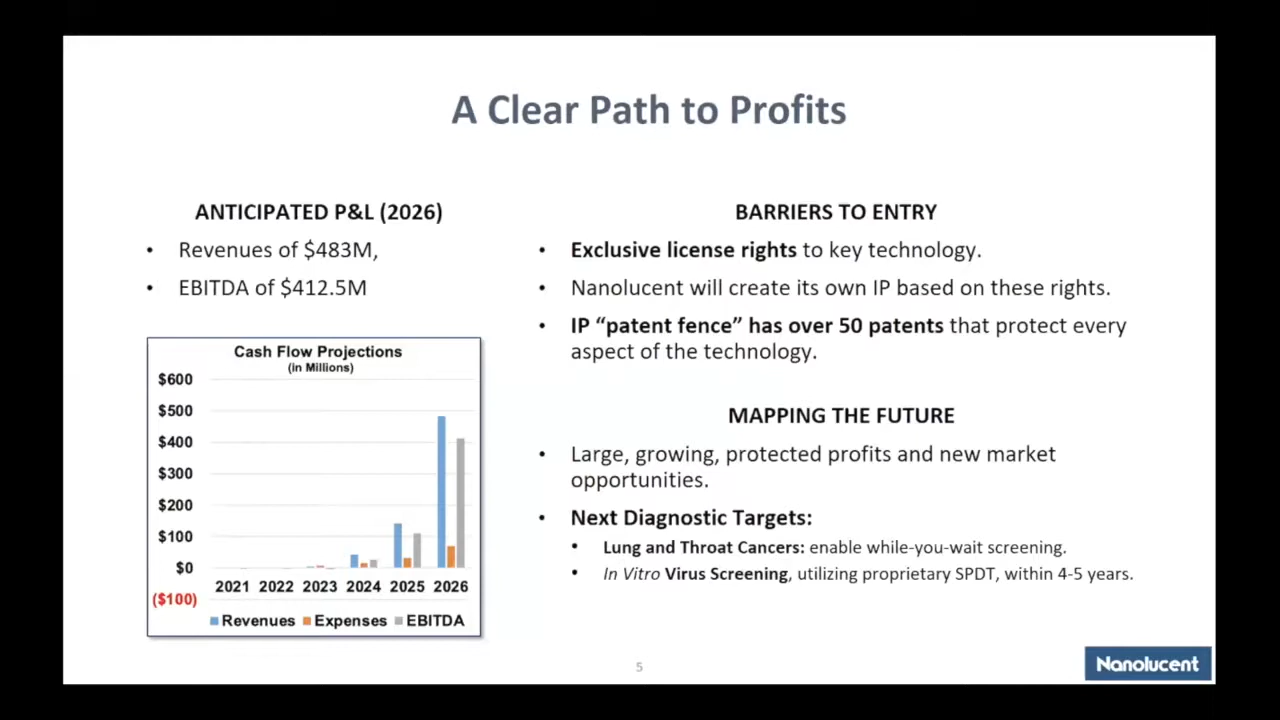 A Clear Path to Profits
ANTICIPATED P&L (2026)
• Revenues of $483M,
• EBITDA of $412.5M
Cash Flow Projections
(in Millions)
$600
$500
$400
$300
$200
$100
$0
($100)
2021 2022 2023 2024 2025 2026
Revenues Expenses EBITDA
BARRIERS TO ENTRY
• Exclusive license rights to key technology.
• Nanolucent will create its own IP based on these rights.
• IP “patent fence” has over 50 patents that protect every
aspect of the technology.
MAPPING THE FUTURE
• Large, growing, protected profits and new market
opportunities.
• Next Diagnostic Targets:
• Lung and Throat Cancers: enable while-you-wait screening.
• In Vitro Virus Screening, utilizing proprietary SPDT, within 4-5 years.
5
Nanolucent